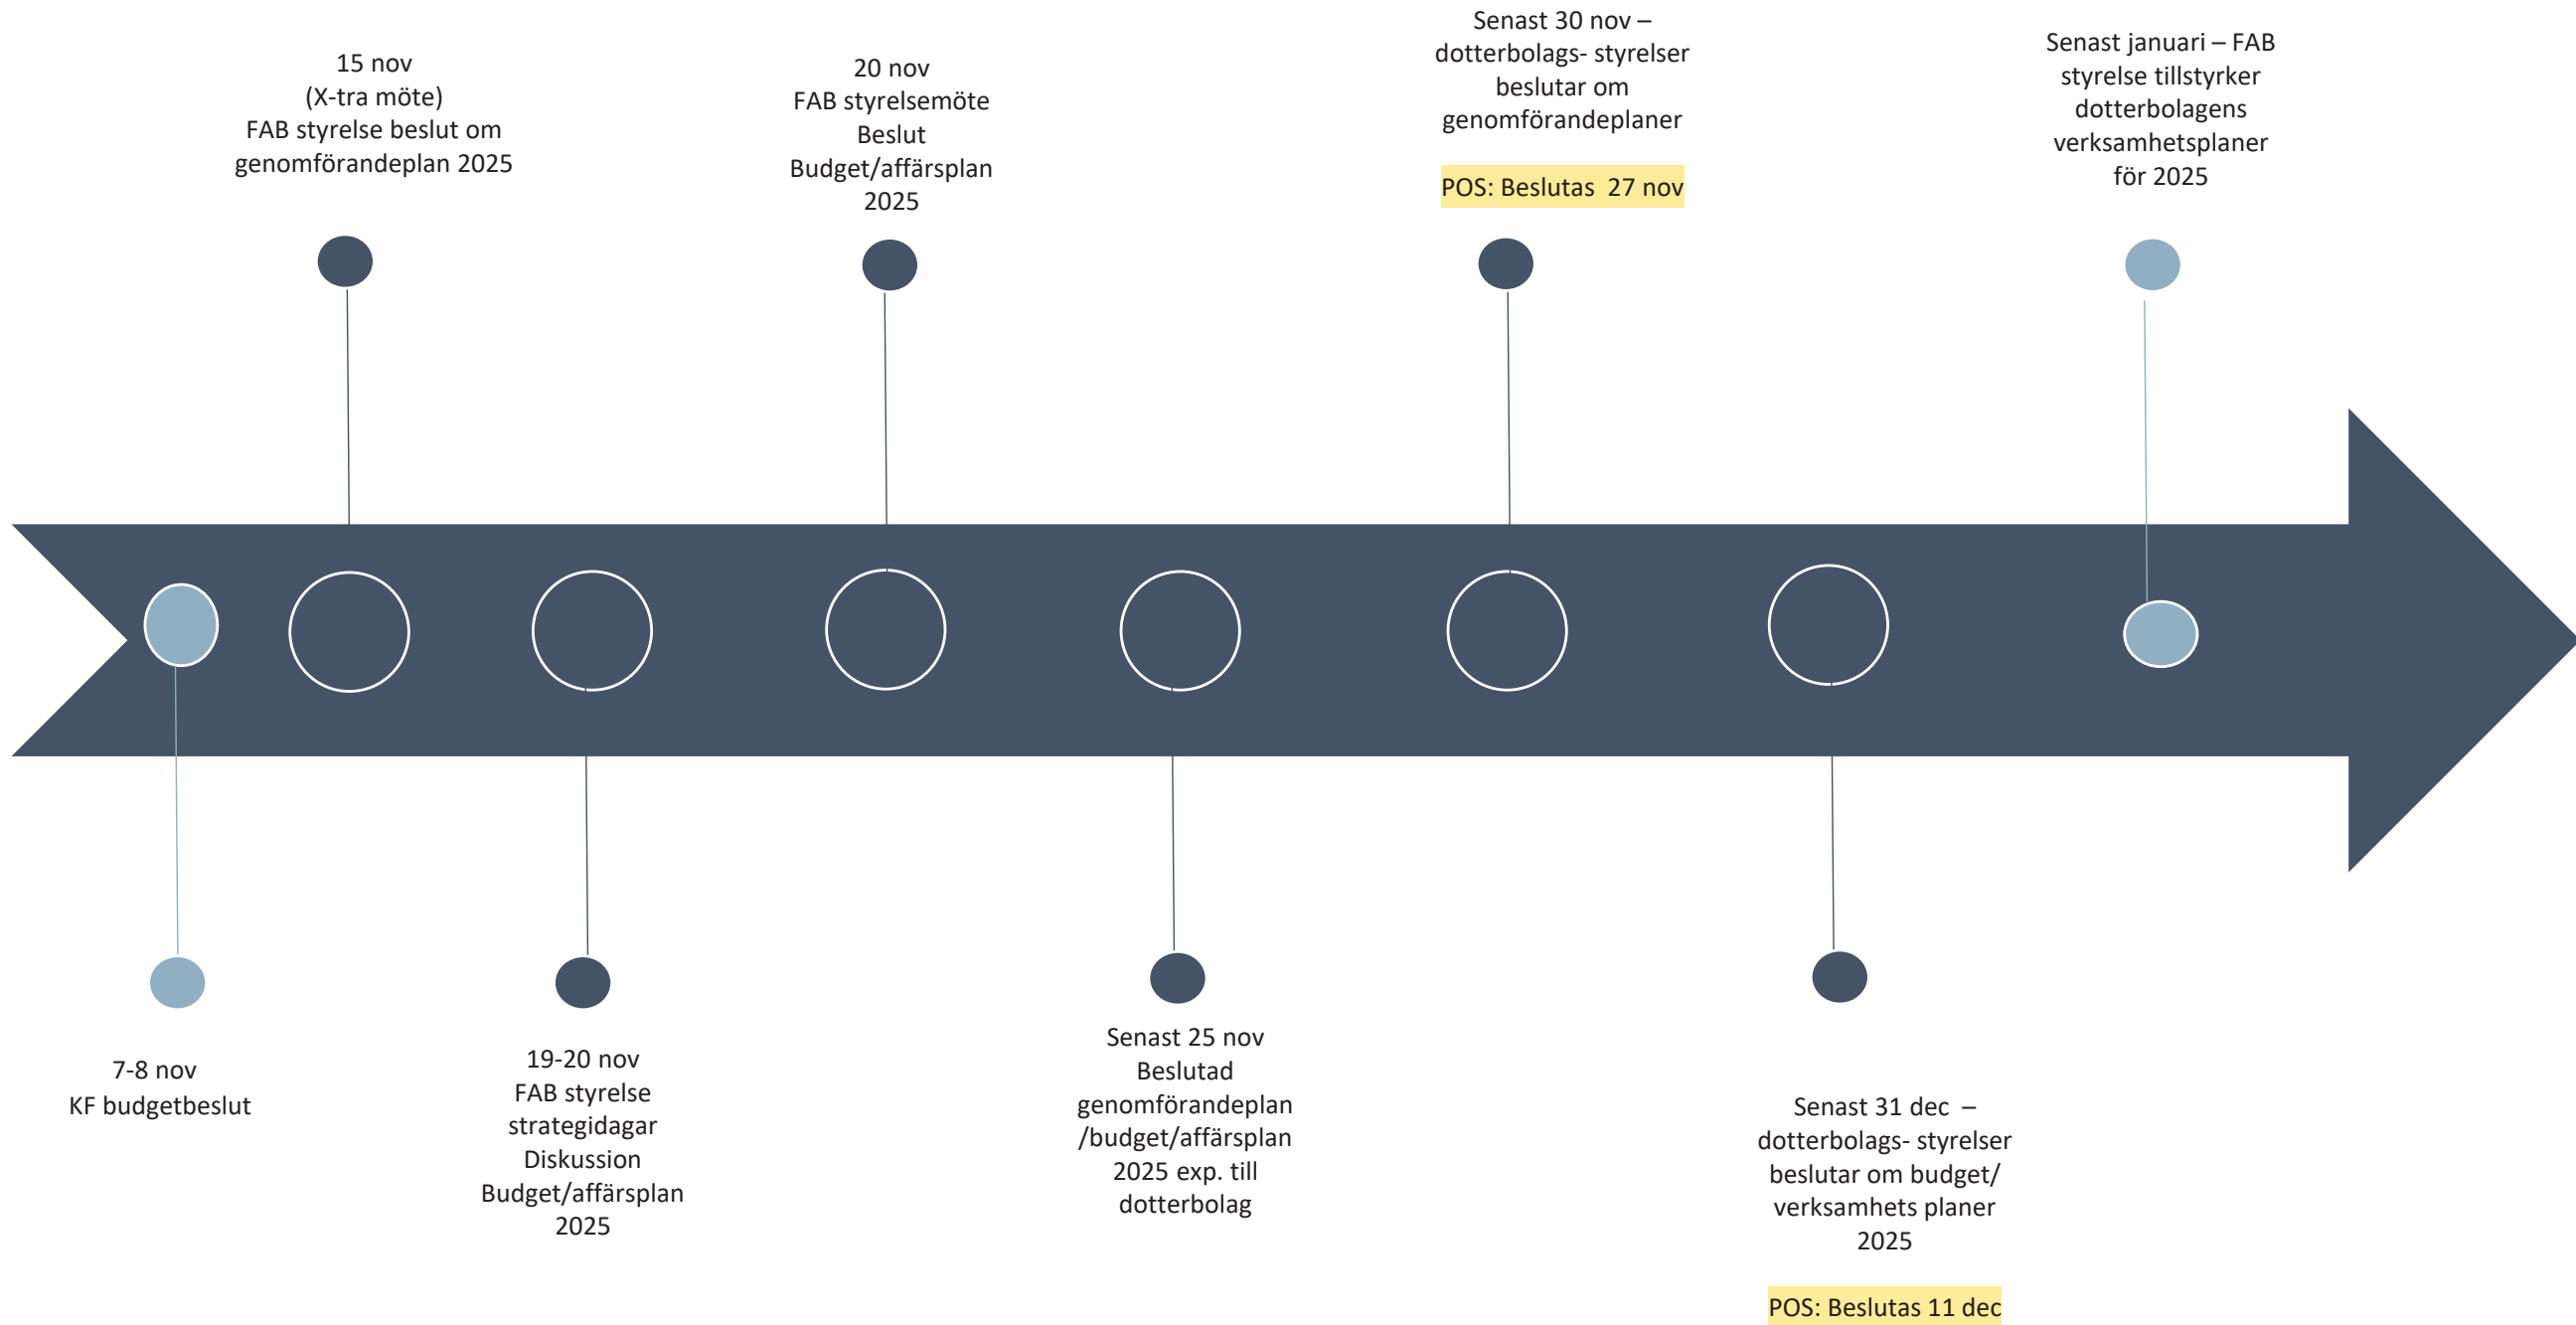 15 nov
(X-tra möte)
FAB styrelse beslut om
genomförandeplan 2025
20 nov
FAB styrelsemöte
Beslut
Budget/affärsplan
2025
Senast 30 nov –
dotterbolags- styrelser
beslutar om
genomförandeplaner
POS: Beslutas  27 nov
Senast januari – FAB
styrelse tillstyrker
dotterbolagens
verksamhetsplaner
för 2025
7-8 nov
KF budgetbeslut
19-20 nov
FAB styrelse
strategidagar
Diskussion
Budget/affärsplan
2025
Senast 25 nov
Beslutad
genomförandeplan
/budget/affärsplan
2025 exp. till
dotterbolag
Senast 31 dec  –
dotterbolags- styrelser
beslutar om budget/
verksamhets planer
2025
POS: Beslutas 11 dec